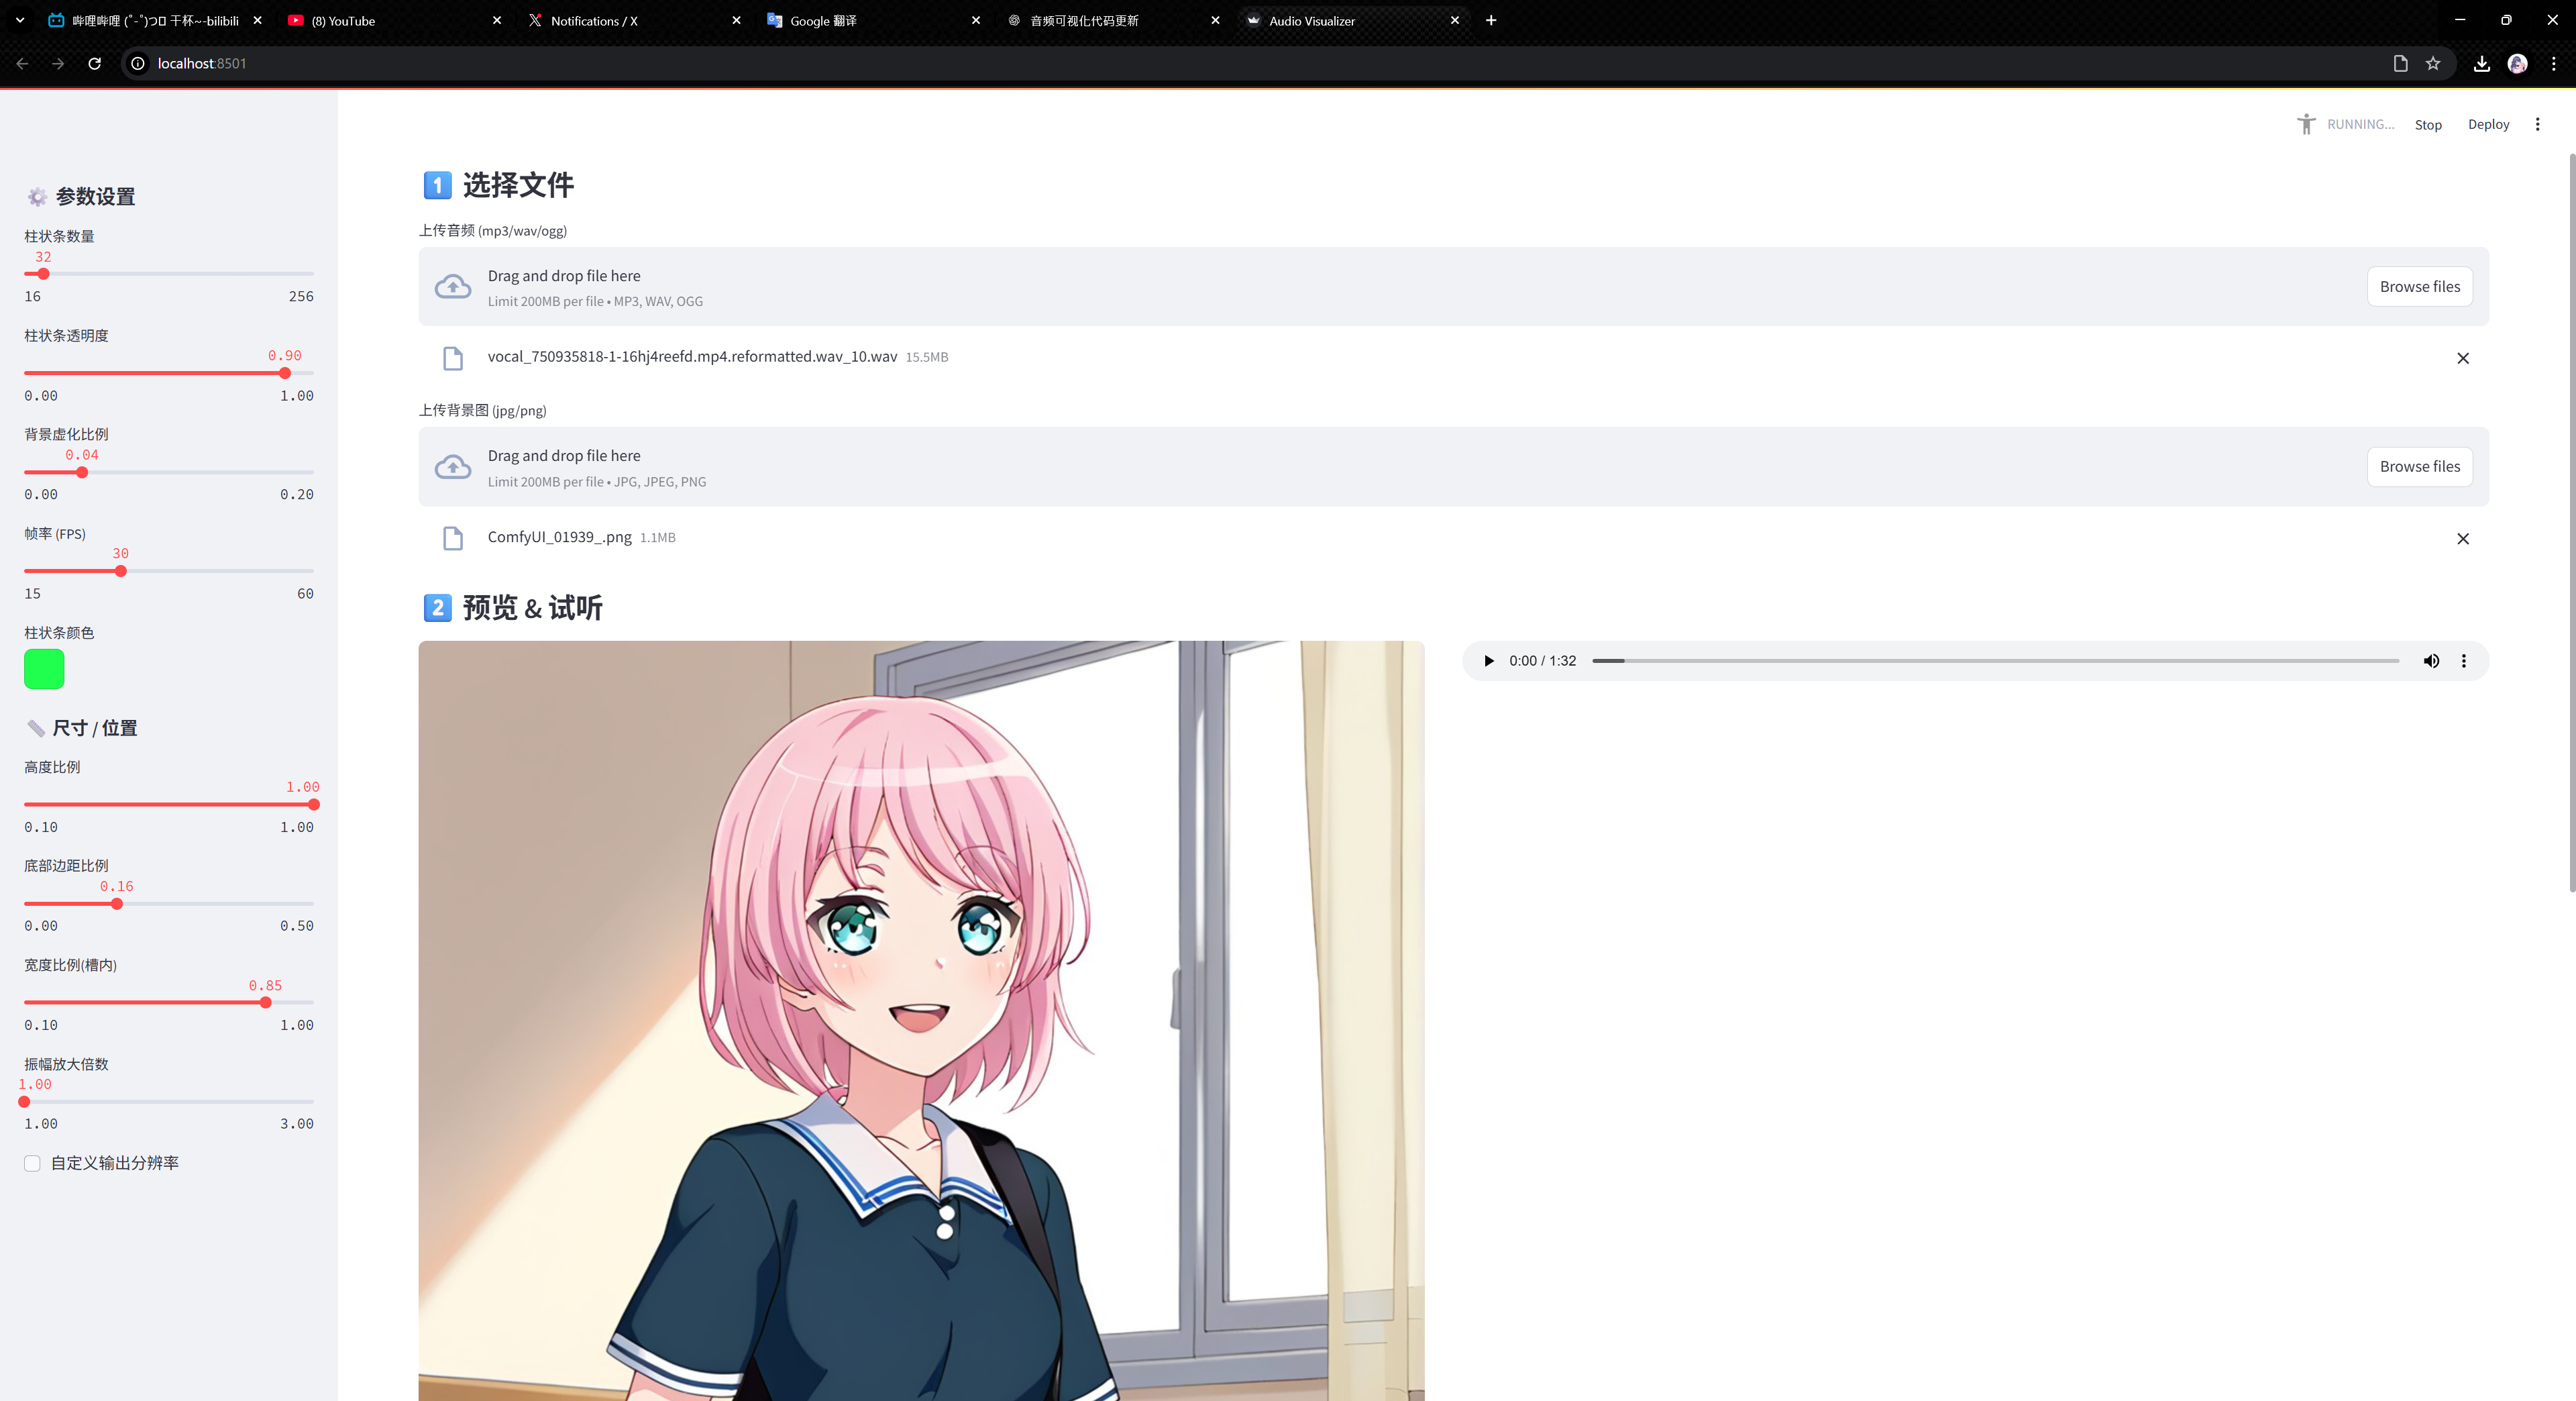 哔哩哔哩 (゜-゜)つロ 干杯~-bilibili
(8) YouTube
Notifications / X
Google 翻译
音频可视化代码更新
Audio Visualizer
localhost:8501
RUNNING...
Stop
Deploy
参数设置
柱状条数量
32
16
256
柱状条透明度
0.90
0.00
1.00
背景虚化比例
0.04
0.00
0.20
帧率 (FPS)
30
15
60
柱状条颜色
尺寸 / 位置
高度比例
1.00
0.10
1.00
底部边距比例
0.16
0.00
0.50
宽度比例(槽内)
0.85
0.10
1.00
振幅放大倍数
1.00
1.00
3.00
自定义输出分辨率
1 选择文件
上传音频 (mp3/wav/ogg)
Drag and drop file here
Limit 200MB per file • MP3, WAV, OGG
Browse files
vocal_750935818-1-16hj4reefd.mp4.reformatted.wav_10.wav 15.5MB
上传背景图 (jpg/png)
Drag and drop file here
Limit 200MB per file • JPG, JPEG, PNG
Browse files
ComfyUI_01939_.png 1.1MB
2 预览 & 试听
0:00 / 1:32